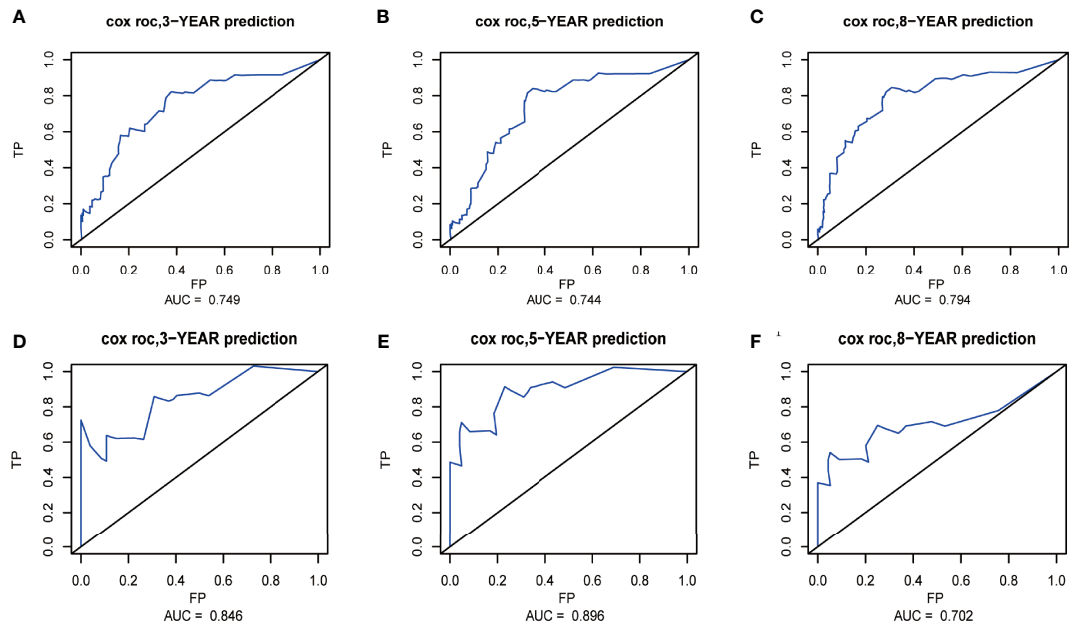 A
cox roc,3−YEAR prediction
TP
0.0 0.2 0.4 0.6 0.8 1.0
0.0 0.2 0.4 0.6 0.8 1.0
FP
AUC = 0.749
B
cox roc,5−YEAR prediction
TP
0.0 0.2 0.4 0.6 0.8 1.0
0.0 0.2 0.4 0.6 0.8 1.0
FP
AUC = 0.744
C
cox roc,8−YEAR prediction
TP
0.0 0.2 0.4 0.6 0.8 1.0
0.0 0.2 0.4 0.6 0.8 1.0
FP
AUC = 0.794
D
cox roc,3−YEAR prediction
TP
0.0 0.2 0.4 0.6 0.8 1.0
0.0 0.2 0.4 0.6 0.8 1.0
FP
AUC = 0.846
E
cox roc,5−YEAR prediction
TP
0.0 0.2 0.4 0.6 0.8 1.0
0.0 0.2 0.4 0.6 0.8 1.0
FP
AUC = 0.896
F
cox roc,8−YEAR prediction
TP
0.0 0.2 0.4 0.6 0.8 1.0
0.0 0.2 0.4 0.6 0.8 1.0
FP
AUC = 0.702